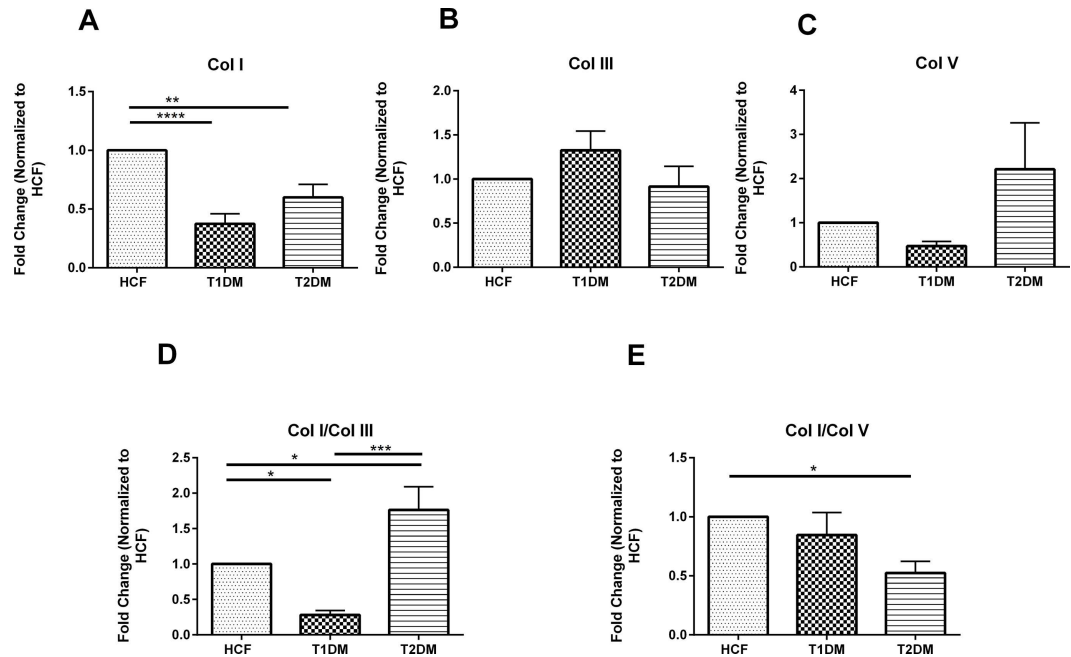 A
Col I
Fold Change (Normalized to
HCF)
1.5
1.0
0.5
0.0
**
****
HCF T1DM T2DM
B
Col III
Fold Change (Normalized to
HCF)
2.0
1.5
1.0
0.5
0.0
HCF T1DM T2DM
C
Col V
Fold Change (Normalized to
HCF)
4
3
2
1
0
HCF T1DM T2DM
D
Col I/Col III
Fold Change (Normalized to
HCF)
2.5
2.0
1.5
1.0
0.5
0.0
***
*
*
HCF T1DM T2DM
E
Col I/Col V
Fold Change (Normalized to
HCF)
1.5
1.0
0.5
0.0
*
HCF T1DM T2DM